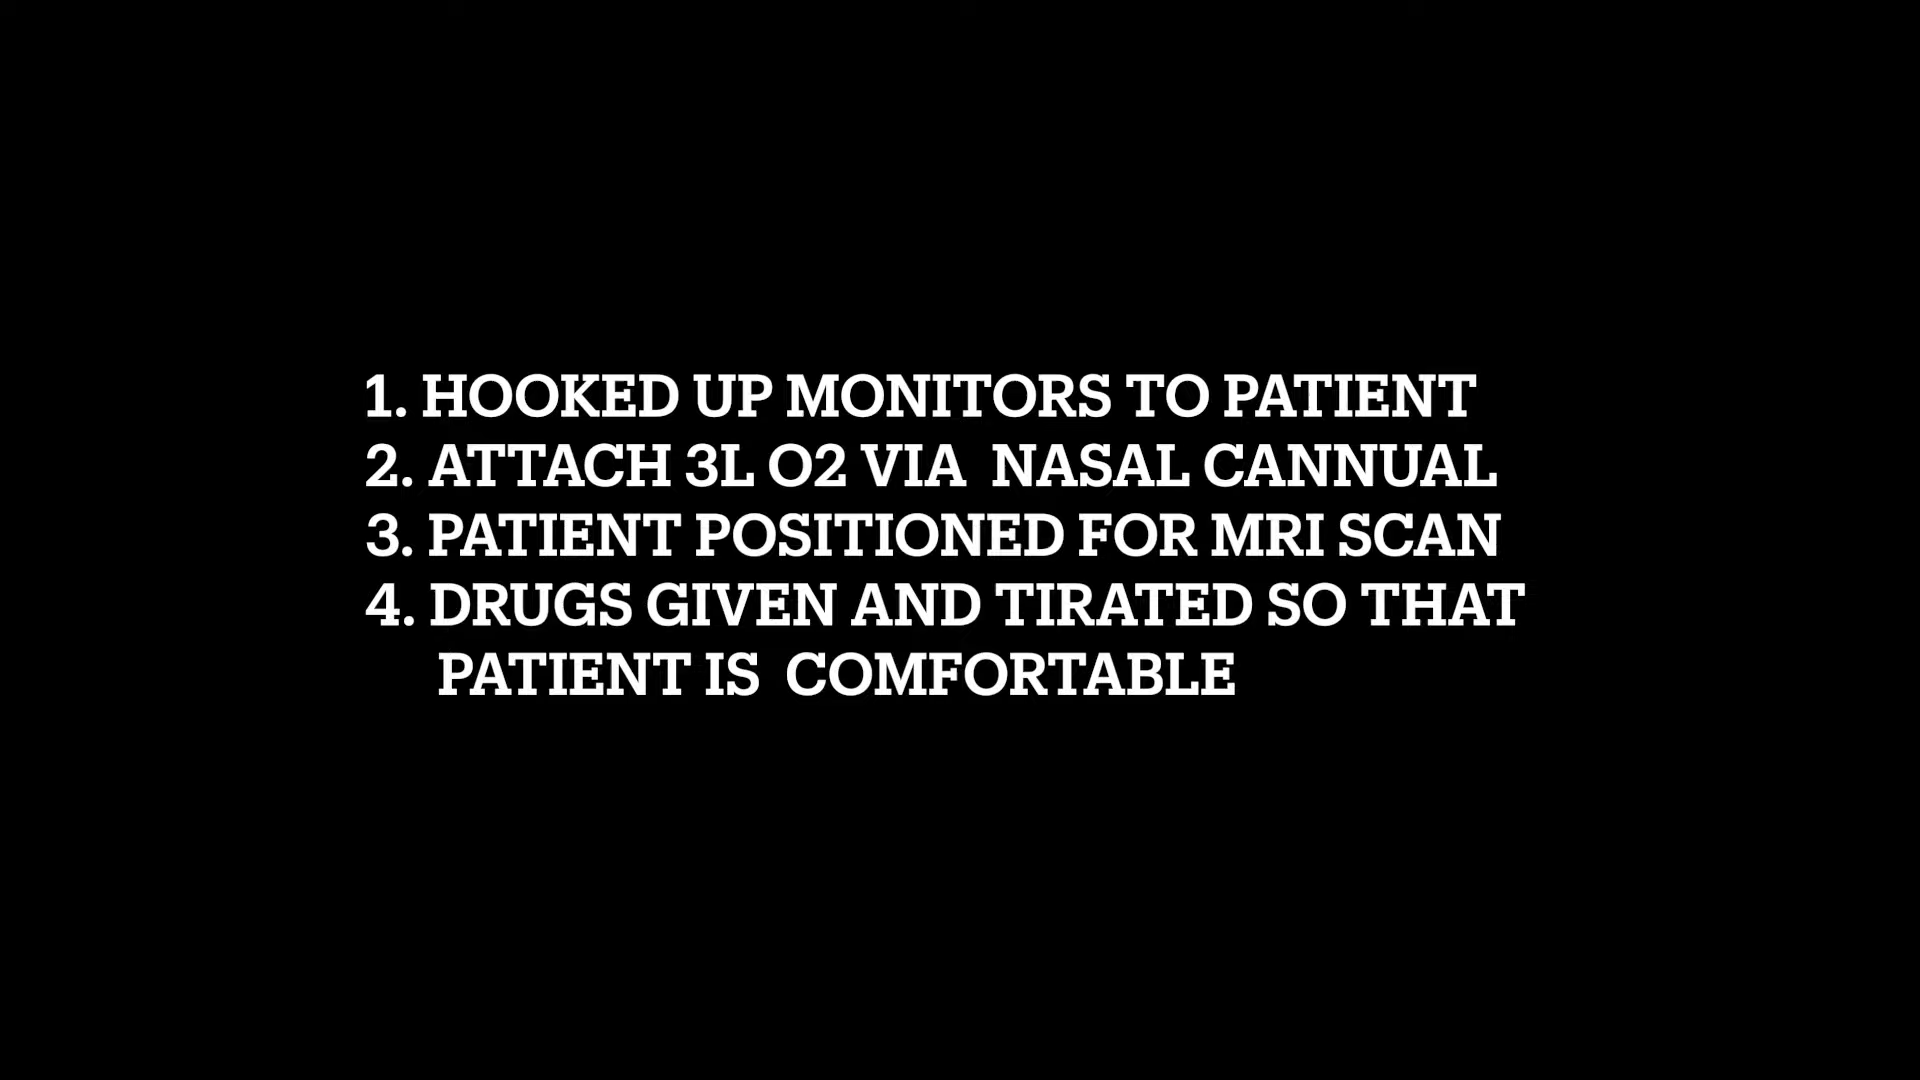 1. HOOKED UP MONITORS TO PATIENT
2. ATTACH 3L O2 VIA  NASAL CANNUAL
3. PATIENT POSITIONED FOR MRI SCAN
4. DRUGS GIVEN AND TIRATED SO THAT
PATIENT IS  COMFORTABLE